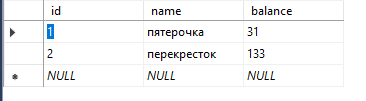 id name balance
1 пятерочка 31
2 перекресток 133
NULL NULL NULL